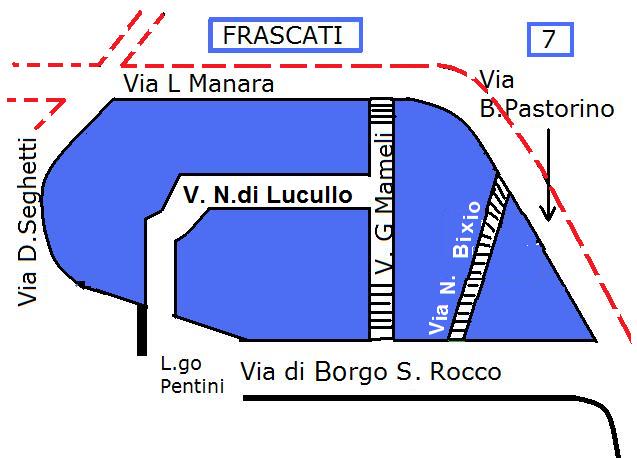 FRASCATI
7
Via L Manara
Via
B.Pastorino
Via D.Seghetti
V. N.di Lucullo
V. G Mameli
Via N. Bixio
L.go
Pentini
Via di Borgo S. Rocco